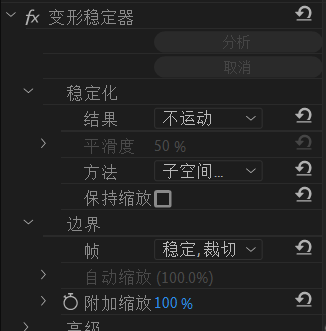 fx 变形稳定器
分析
取消
稳定化
结果 不运动
平滑度 50 %
方法 子空间...
保持缩放
边界
帧 稳定,裁切
自动缩放 (100.0%)
附加缩放 100 %
高级